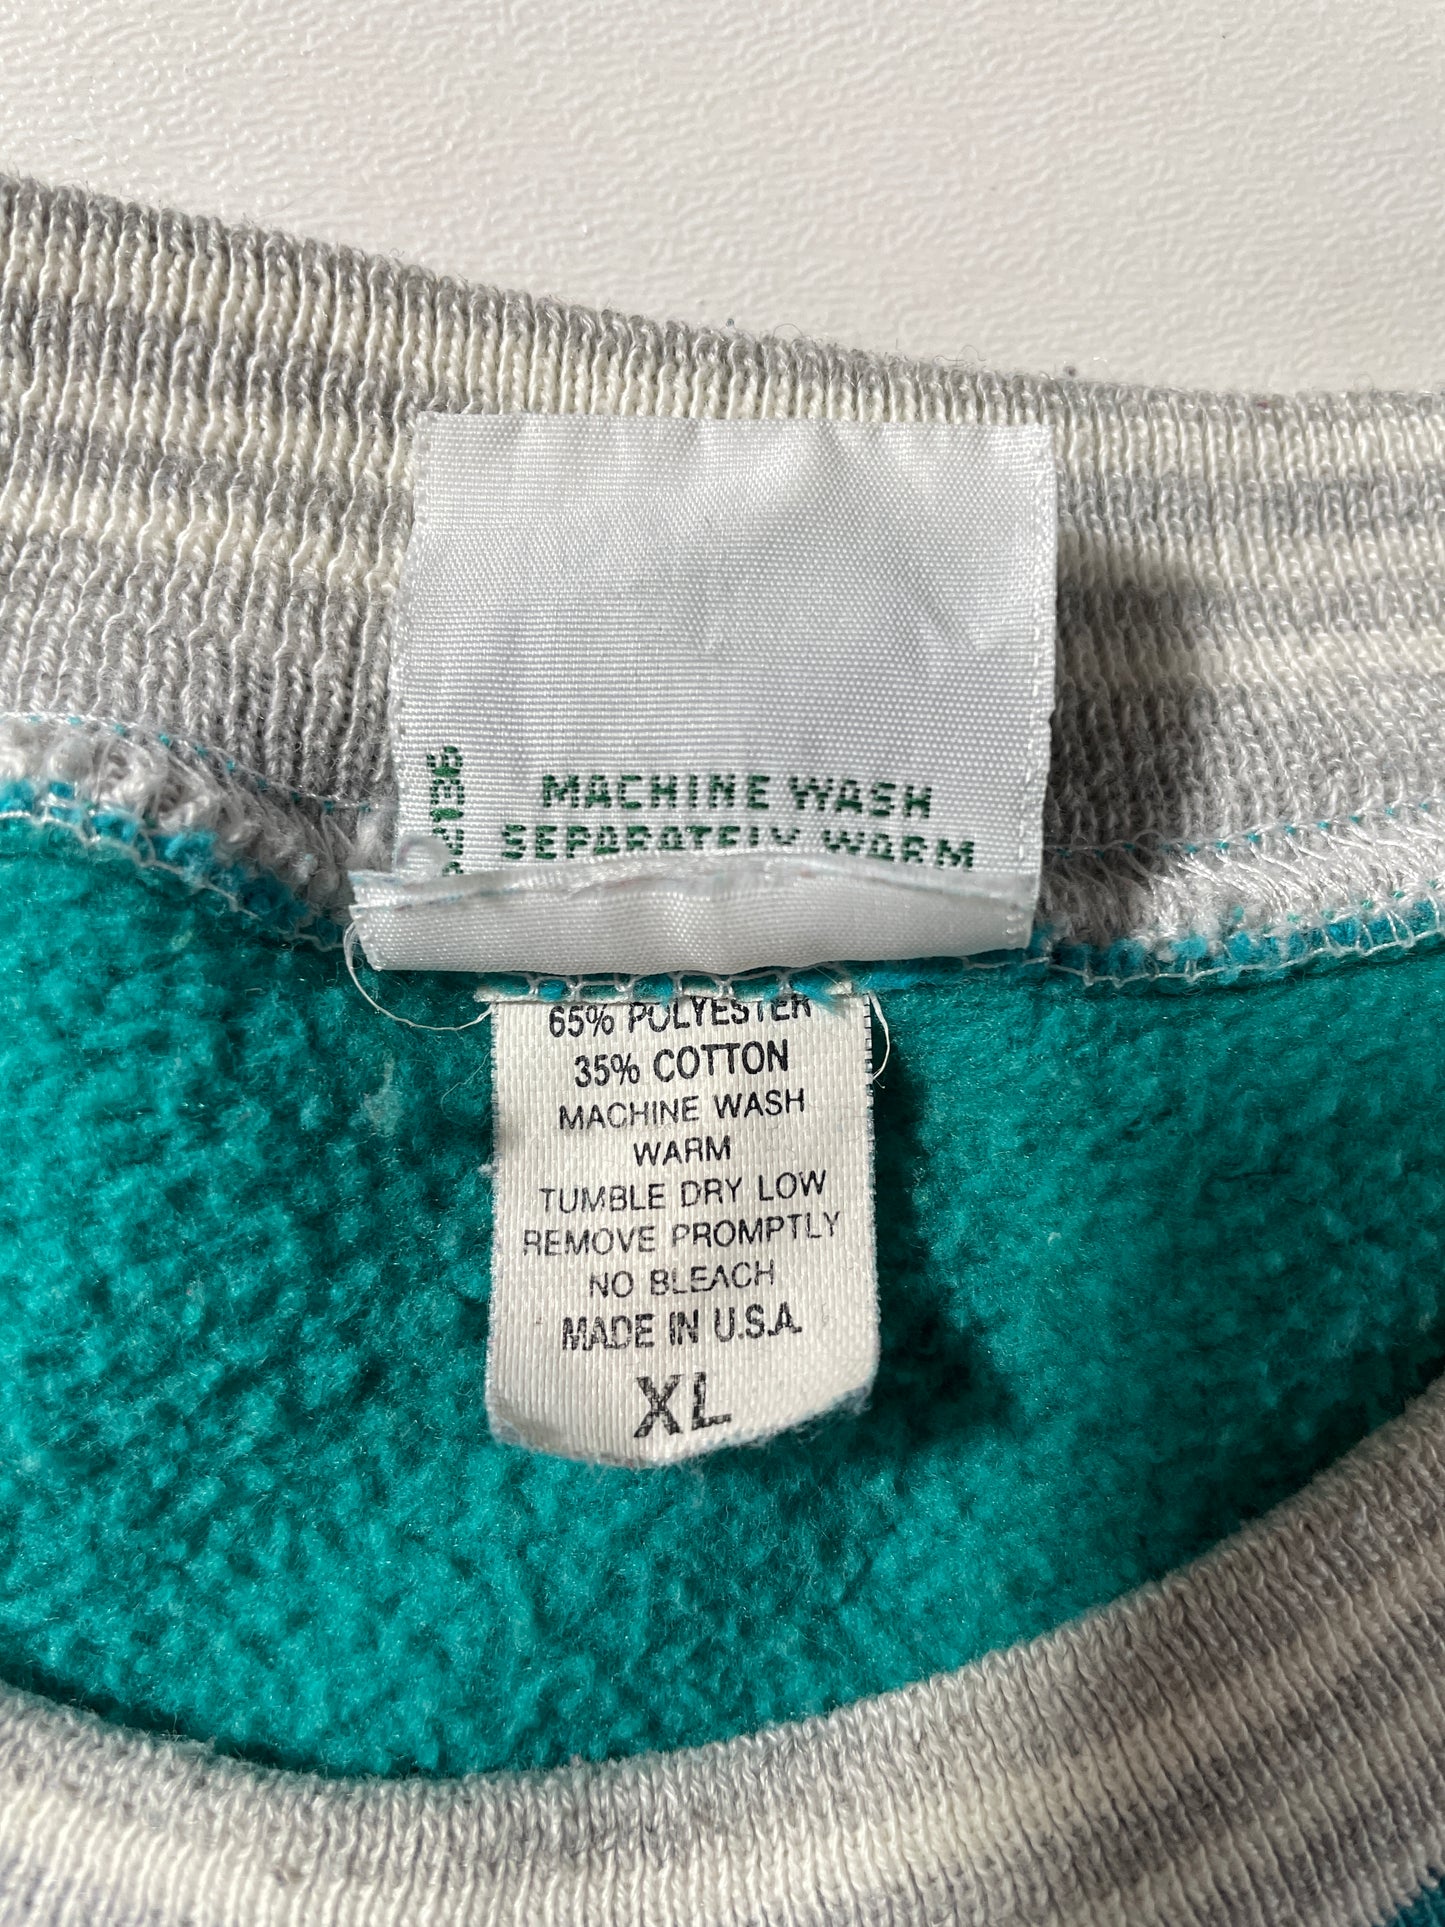 MACHINE WASH
SEPARATELY WARM
65% POLYESTER
35% COTTON
MACHINE WASH
WARM
TUMBLE DRY LOW
REMOVE PROMPTLY
NO BLEACH
MADE IN U.S.A.
XL